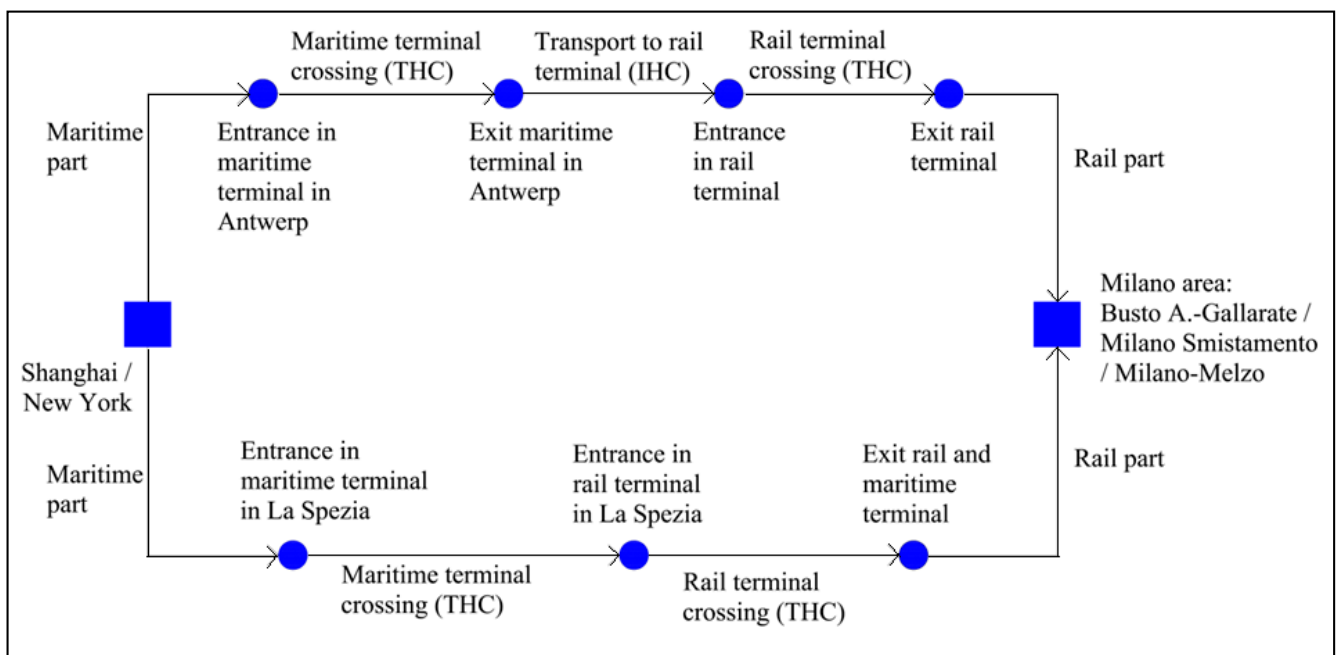 Maritime terminal
crossing (THC)
Transport to rail
terminal (IHC)
Rail terminal
crossing (THC)
Maritime
part
Entrance in
maritime
terminal in
Antwerp
Exit maritime
terminal in
Antwerp
Entrance
in rail
terminal
Exit rail
terminal
Rail part
Shanghai /
New York
Milano area:
Busto A.-Gallarate /
Milano Smistamento
/ Milano-Melzo
Maritime
part
Entrance in
maritime terminal
in La Spezia
Entrance in
rail terminal
in La Spezia
Exit rail and
maritime
terminal
Rail part
Maritime terminal
crossing (THC)
Rail terminal
crossing (THC)